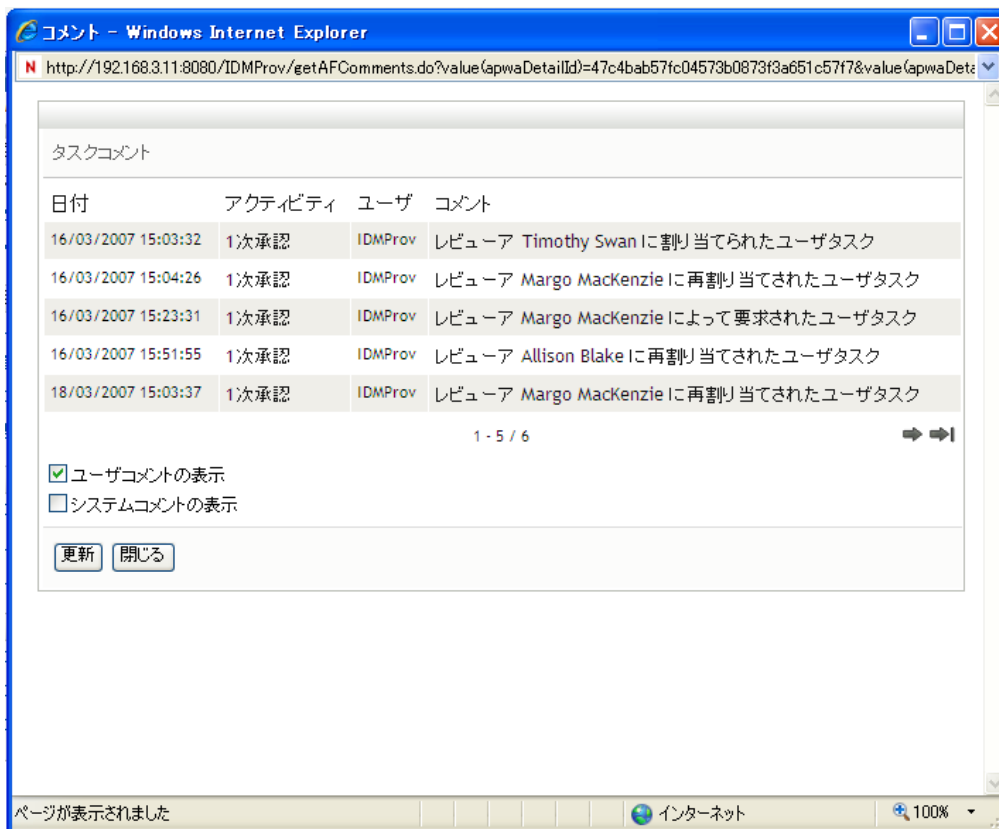 コメント - Windows Internet Explorer
N http://192.168.3.11:8080/IDMProv/getAFComments.do?value(apwaDetailId)=47c4bab57fc04573b0873f3a651c57f7&value(apwaDeta
タスクコメント
日付 アクティビティ ユーザ コメント
16/03/2007 15:03:32 1次承認 IDMProv レビューア Timothy Swan に割り当てられたユーザタスク
16/03/2007 15:04:26 1次承認 IDMProv レビューア Margo MacKenzie に再割り当てされたユーザタスク
16/03/2007 15:23:31 1次承認 IDMProv レビューア Margo MacKenzie によって要求されたユーザタスク
16/03/2007 15:51:55 1次承認 IDMProv レビューア Allison Blake に再割り当てされたユーザタスク
18/03/2007 15:03:37 1次承認 IDMProv レビューア Margo MacKenzie に再割り当てされたユーザタスク
1 - 5 / 6
ユーザコメントの表示
システムコメントの表示
更新 閉じる
ページが表示されました インターネット 100%